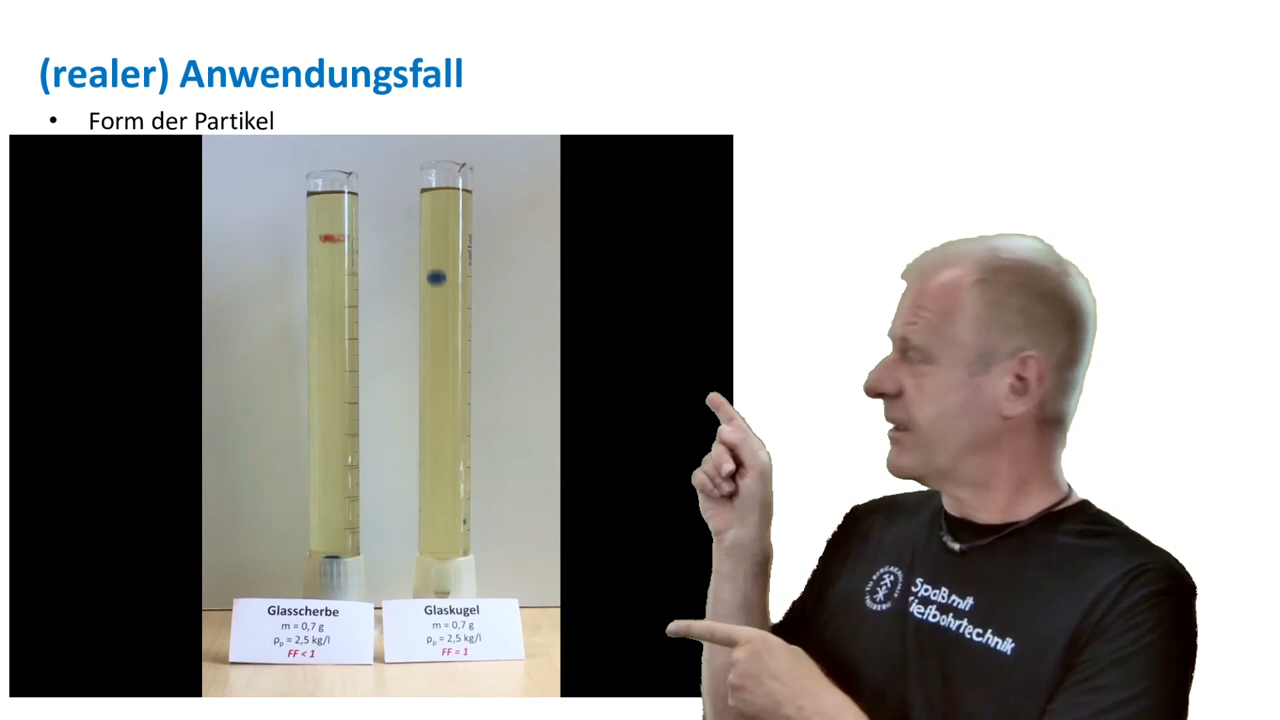 (realer) Anwendungsfall
• Form der Partikel
Glasscherbe
m = 0,7 g
ρp = 2,5 kg/l
FF < 1
Glaskugel
m = 0,7 g
ρp = 2,5 kg/l
FF = 1
Spaß mit
Tiefbohrtechnik